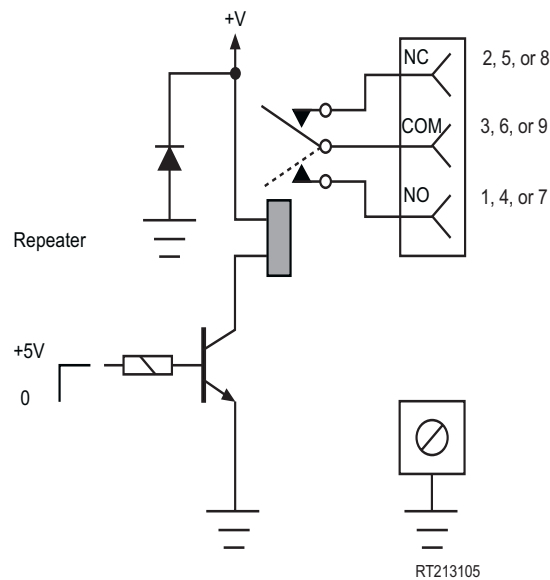 +V
NC
2, 5, or 8
COM
3, 6, or 9
NO
1, 4, or 7
Repeater
+5V
0
RT213105